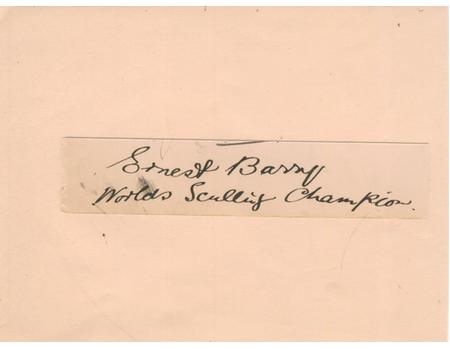 Ernest Barry
Worlds Sculling Champion.